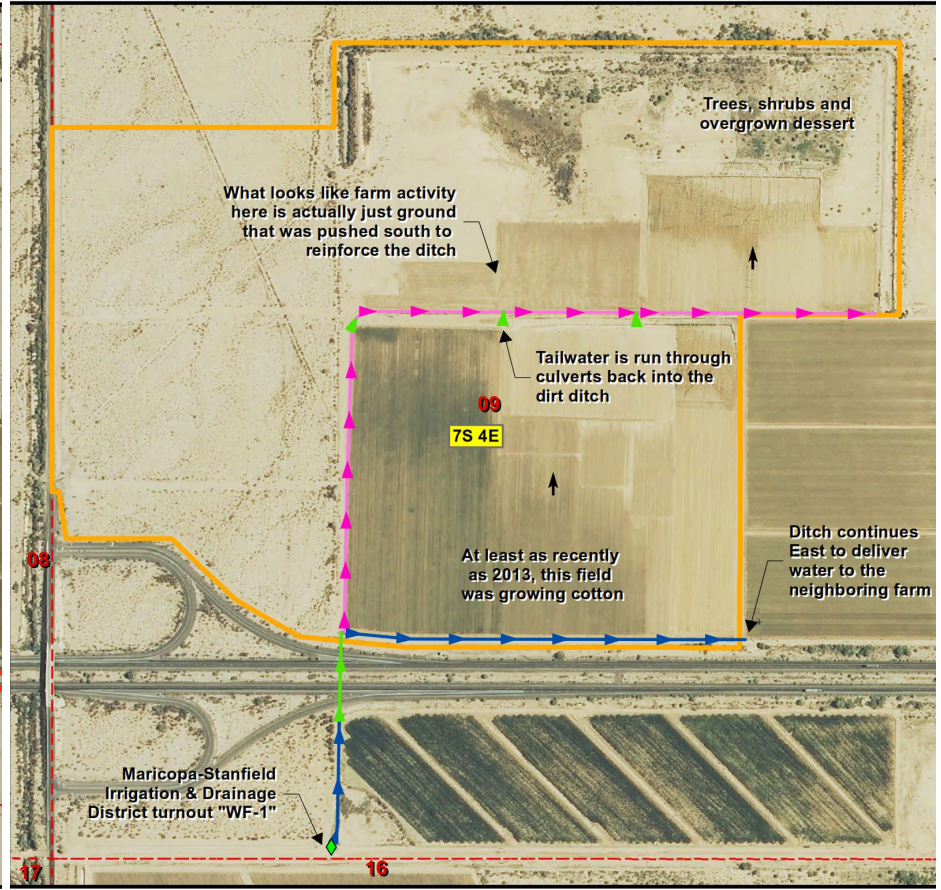 Trees, shrubs and
overgrown dessert
What looks like farm activity
here is actually just ground
that was pushed south to
reinforce the ditch
Tailwater is run through
culverts back into the
dirt ditch
09
7S 4E
At least as recently
as 2013, this field
was growing cotton
Ditch continues
East to deliver
water to the
neighboring farm
08
Maricopa-Stanfield
Irrigation & Drainage
District turnout "WF-1"
17
16